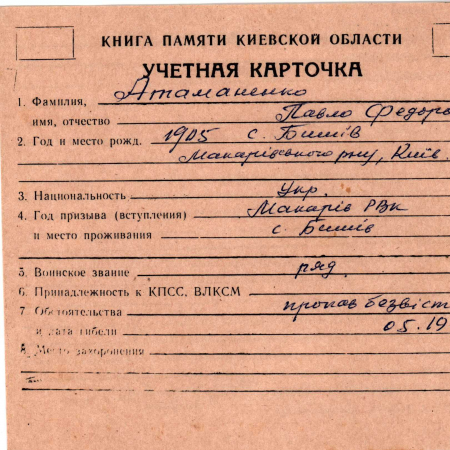 КНИГА ПАМЯТИ КИЕВСКОЙ ОБЛАСТИ
УЧЕТНАЯ КАРТОЧКА
1. Фамилия, Атаманенко
имя, отчество Павло Федоро
2. Год и место рожд. 1905 с. Бишів
Макарівського р-ну, Київ.
3. Национальность Укр.
4. Год призыва (вступления) Макарів РВК
и место проживания с Бишів
5. Воинское звание ряд.
6. Принадлежность к КПСС, ВЛКСМ
7. Обстоятельства пропав безвіст
и дата гибели 05.19
8. Место захоронения